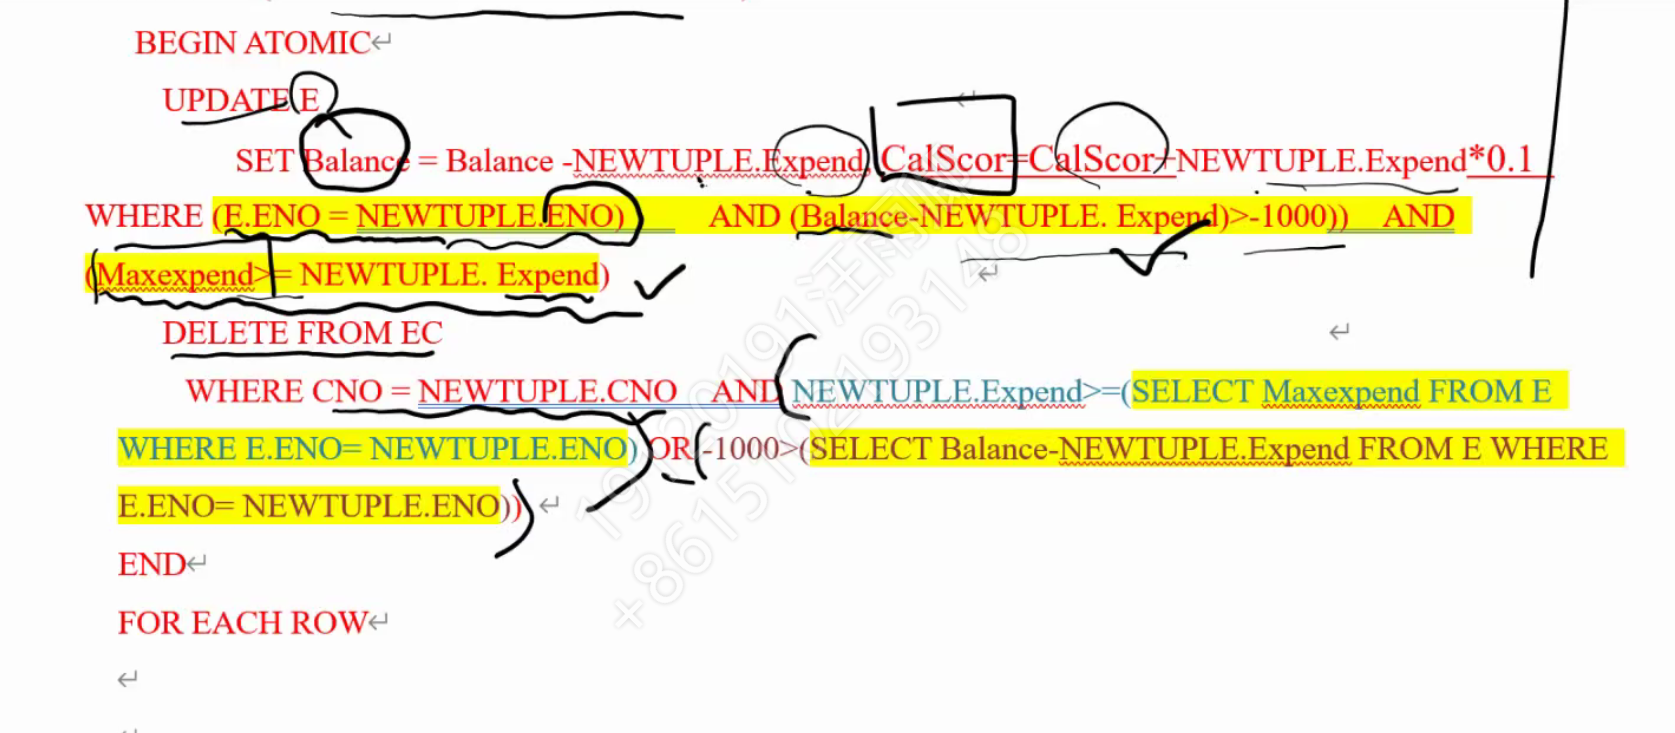 BEGIN ATOMIC
UPDATE E
SET Balance = Balance -NEWTUPLE.Expend, CalScor=CalScor+NEWTUPLE.Expend*0.1
WHERE (E.ENO = NEWTUPLE.ENO) AND (Balance-NEWTUPLE. Expend)>-1000)) AND
(Maxexpend>= NEWTUPLE. Expend)
DELETE FROM EC
WHERE CNO = NEWTUPLE.CNO AND NEWTUPLE.Expend>=(SELECT Maxexpend FROM E
WHERE E.ENO= NEWTUPLE.ENO) OR(-1000>(SELECT Balance-NEWTUPLE.Expend FROM E WHERE
E.ENO= NEWTUPLE.ENO))
END
FOR EACH ROW